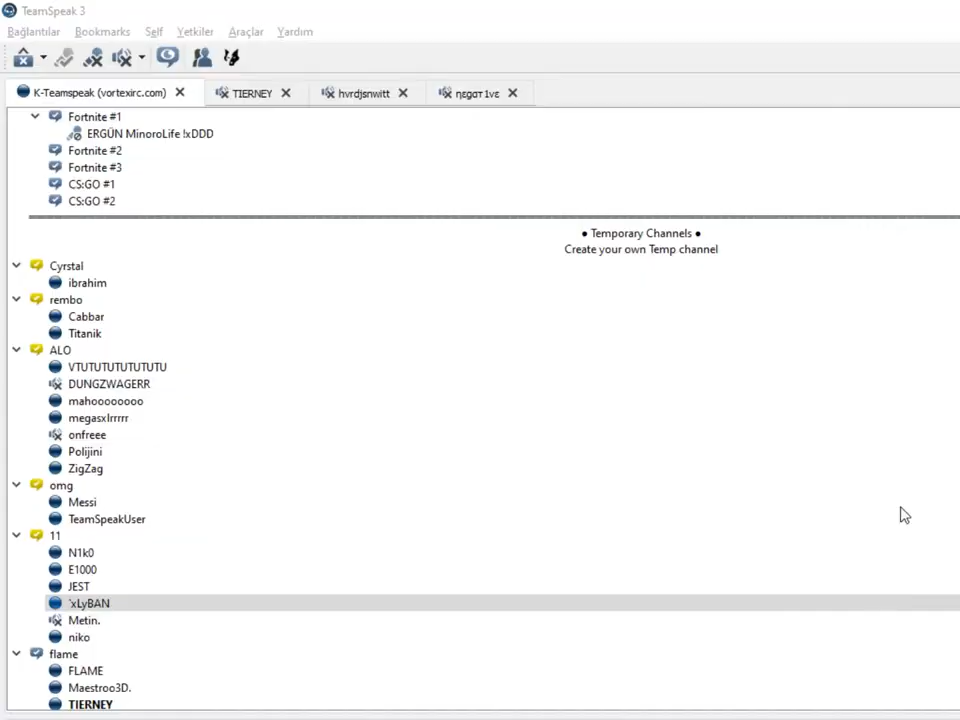 TeamSpeak 3
Bağlantılar Bookmarks Self Yetkiler Araçlar Yardım
K-Teamspeak (vortexirc.com) TIERNEY hvrdjsnwitt ηεgατ1vε
Fortnite #1
ERGÜN MinoroLife !xDDD
Fortnite #2
Fortnite #3
CS:GO #1
CS:GO #2
● Temporary Channels ●
Create your own Temp channel
Cyrstal
ibrahim
rembo
Cabbar
Titanik
ALO
VTUTUTUTUTUTUTU
DUNGZWAGERR
mahoooooooo
megasxlrrrrr
onfreee
Polijini
ZigZag
omg
Messi
TeamSpeakUser
11
N1k0
E1000
JEST
'xLyBAN
Metin.
niko
flame
FLAME
Maestroo3D.
TIERNEY